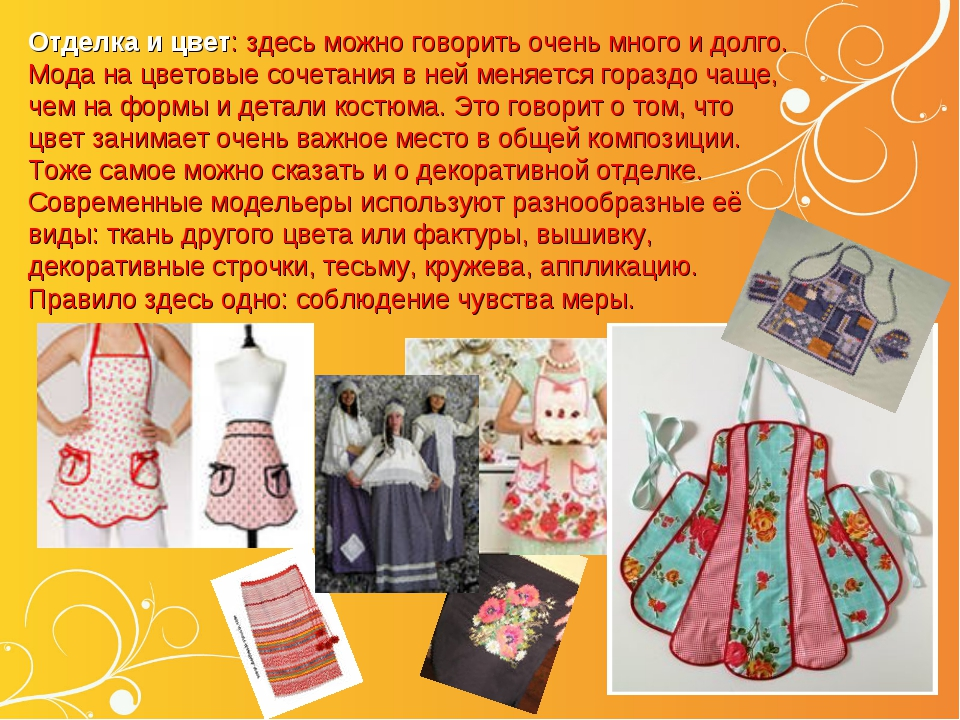 Отделка и цвет: здесь можно говорить очень много и долго.
Мода на цветовые сочетания в ней меняется гораздо чаще,
чем на формы и детали костюма. Это говорит о том, что
цвет занимает очень важное место в общей композиции.
Тоже самое можно сказать и о декоративной отделке.
Современные модельеры используют разнообразные её
виды: ткань другого цвета или фактуры, вышивку,
декоративные строчки, тесьму, кружева, аппликацию.
Правило здесь одно: соблюдение чувства меры.